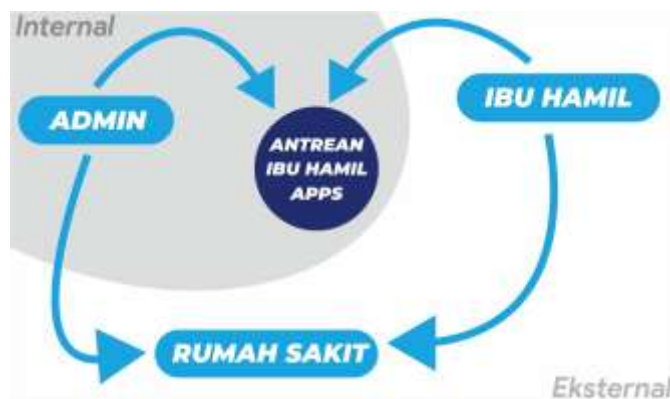 Internal
ADMIN
IBU HAMIL
ANTREAN
IBU HAMIL
APPS
RUMAH SAKIT
Eksternal